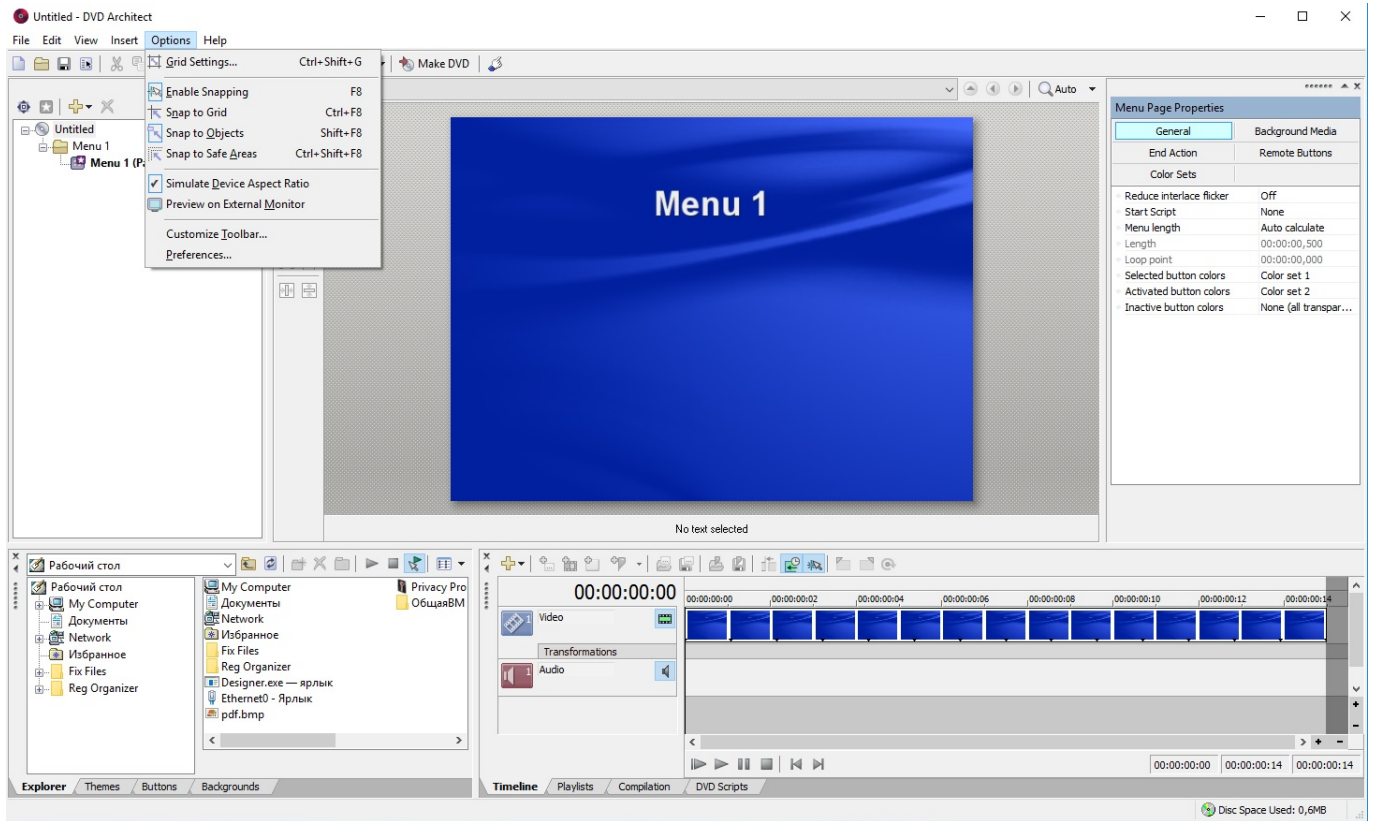 Untitled - DVD Architect
File Edit View Insert Options Help
Make DVD
Grid Settings... Ctrl+Shift+G
Enable Snapping F8
Snap to Grid Ctrl+F8
Snap to Objects Shift+F8
Snap to Safe Areas Ctrl+Shift+F8
Simulate Device Aspect Ratio
Preview on External Monitor
Customize Toolbar...
Preferences...
Auto
Untitled
Menu 1
Menu 1
Menu 1
No text selected
Menu Page Properties
General Background Media
End Action Remote Buttons
Color Sets
Reduce interlace flicker Off
Start Script None
Menu length Auto calculate
Length 00:00:00,500
Loop point 00:00:00,000
Selected button colors Color set 1
Activated button colors Color set 2
Inactive button colors None (all transpar...
Рабочий стол
Рабочий стол
My Computer
Документы
Network
Избранное
Fix Files
Reg Organizer
My Computer
Документы
Network
Избранное
Fix Files
Reg Organizer
Designer.exe — ярлык
Ethernet0 - Ярлык
pdf.bmp
Privacy Pro
ОбщаяВМ
Explorer Themes Buttons Backgrounds
00:00:00:00
00:00:00:00 00:00:00:02 00:00:00:04 00:00:00:06 00:00:00:08 00:00:00:10 00:00:00:12 00:00:00:14
1 Video
Transformations
1 Audio
00:00:00:00 00:00:00:14 00:00:00:14
Timeline Playlists Compilation DVD Scripts
Disc Space Used: 0,6MB